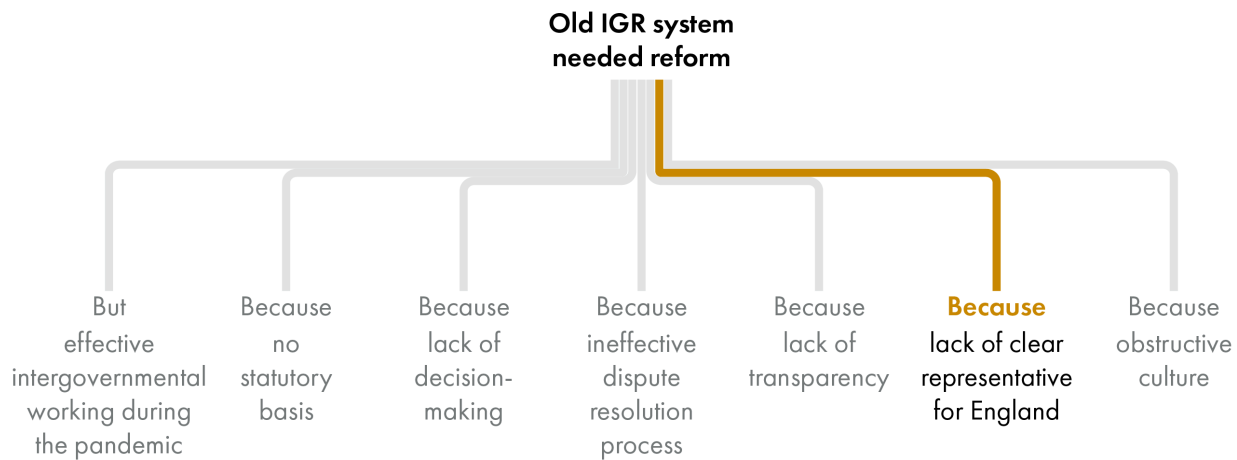 Old IGR system
needed reform
But
effective
intergovernmental
working during
the pandemic
Because
no
statutory
basis
Because
lack of
decision-
making
Because
ineffective
dispute
resolution
process
Because
lack of
transparency
Because
lack of clear
representative
for England
Because
obstructive
culture